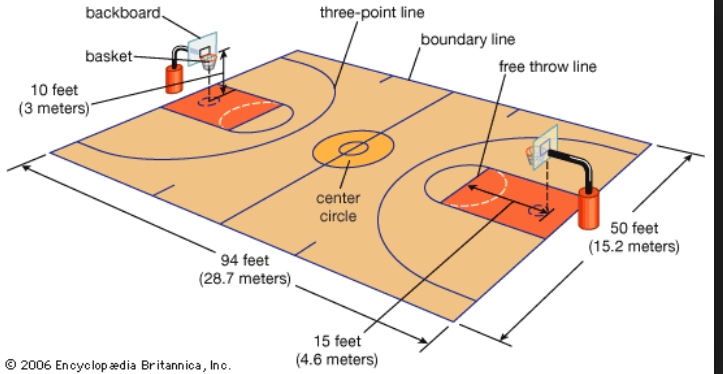 backboard
three-point line
boundary line
basket
free throw line
10 feet
(3 meters)
center
circle
50 feet
(15.2 meters)
94 feet
(28.7 meters)
15 feet
(4.6 meters)
© 2006 Encyclopædia Britannica, Inc.